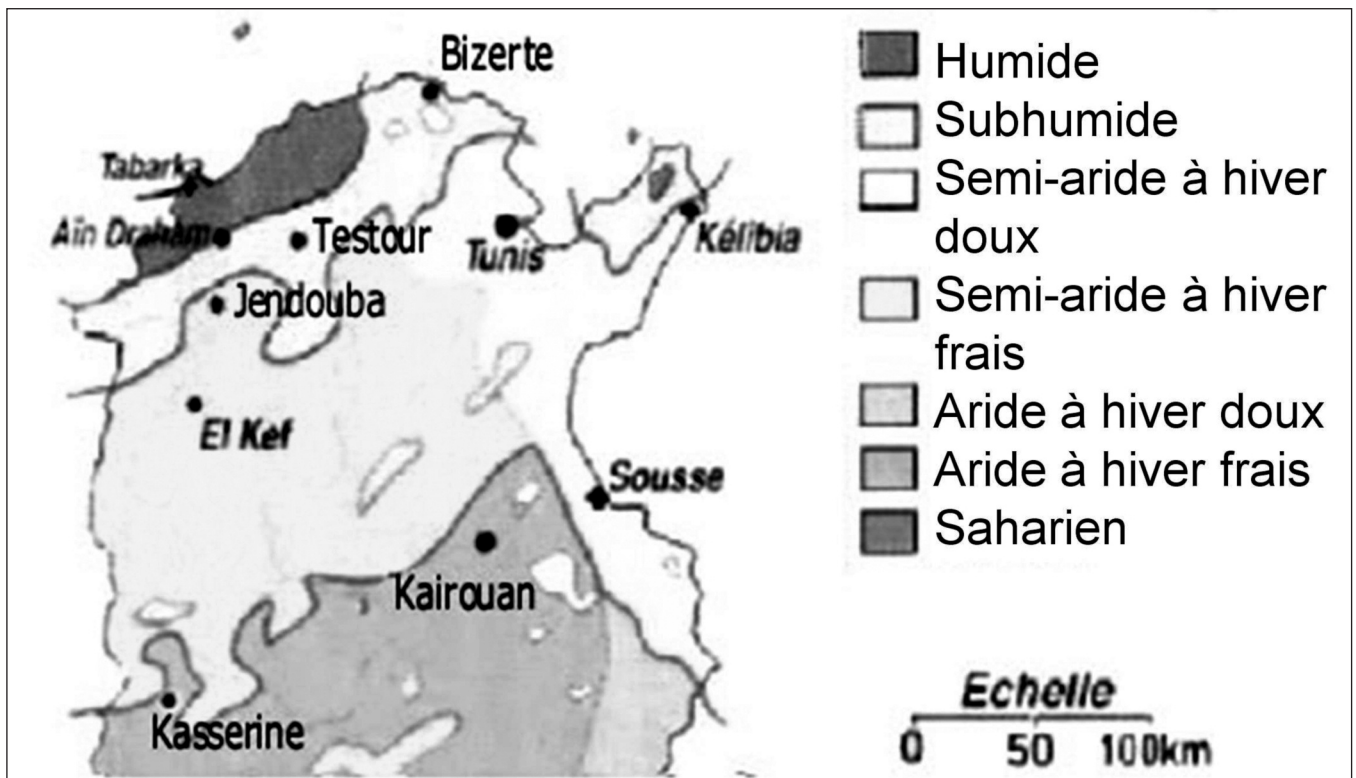 Bizerte
Tabarka
Aïn Draham
Testour
Tunis
Kélibia
Jendouba
El Kef
Sousse
Kairouan
Kasserine
Humide
Subhumide
Semi-aride à hiver
doux
Semi-aride à hiver
frais
Aride à hiver doux
Aride à hiver frais
Saharien
Echelle
0 50 100km